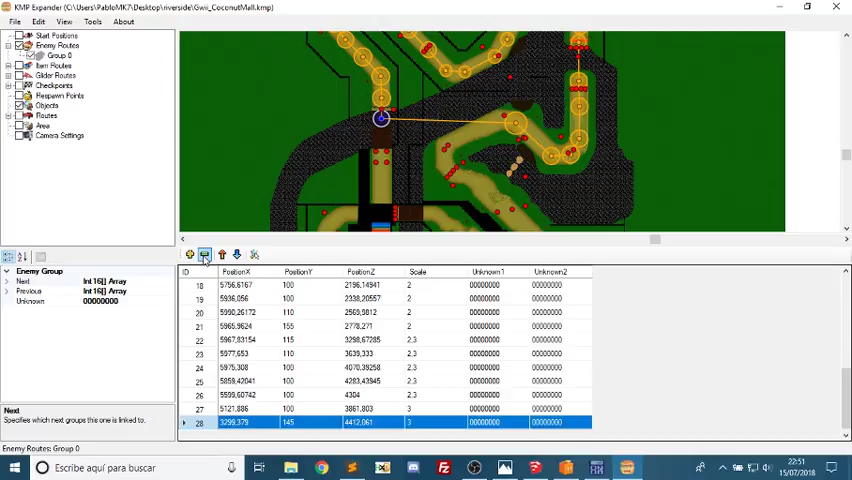 KMP Expander (C:\Users\PabloMK7\Desktop\riverside\Gwii_CoconutMall.kmp)
File Edit View Tools About
Start Positions
Enemy Routes
Group 0
Item Routes
Glider Routes
Checkpoints
Respawn Points
Objects
Routes
Area
Camera Settings
Enemy Group
Next Int16[] Array
Previous Int16[] Array
Unknown 00000000
Next
Specifies which next groups this one is linked to.
ID PositionX PositionY PositionZ Scale Unknown1 Unknown2
18 5756,6167 100 2196,14941 2 00000000 00000000
19 5936,056 100 2338,20557 2 00000000 00000000
20 5990,26172 110 2569,9812 2 00000000 00000000
21 5965,9624 155 2778,271 2 00000000 00000000
22 5967,83154 115 3298,67285 2,3 00000000 00000000
23 5977,653 110 3639,333 2,3 00000000 00000000
24 5975,308 100 4070,39258 2,3 00000000 00000000
25 5859,42041 100 4283,43945 2,3 00000000 00000000
26 5599,60742 100 4304 2,3 00000000 00000000
27 5121,886 100 3861,803 3 00000000 00000000
28 3299,379 145 4412,061 3 00000000 00000000
Enemy Routes: Group 0
Escribe aquí para buscar
22:51
15/07/2018